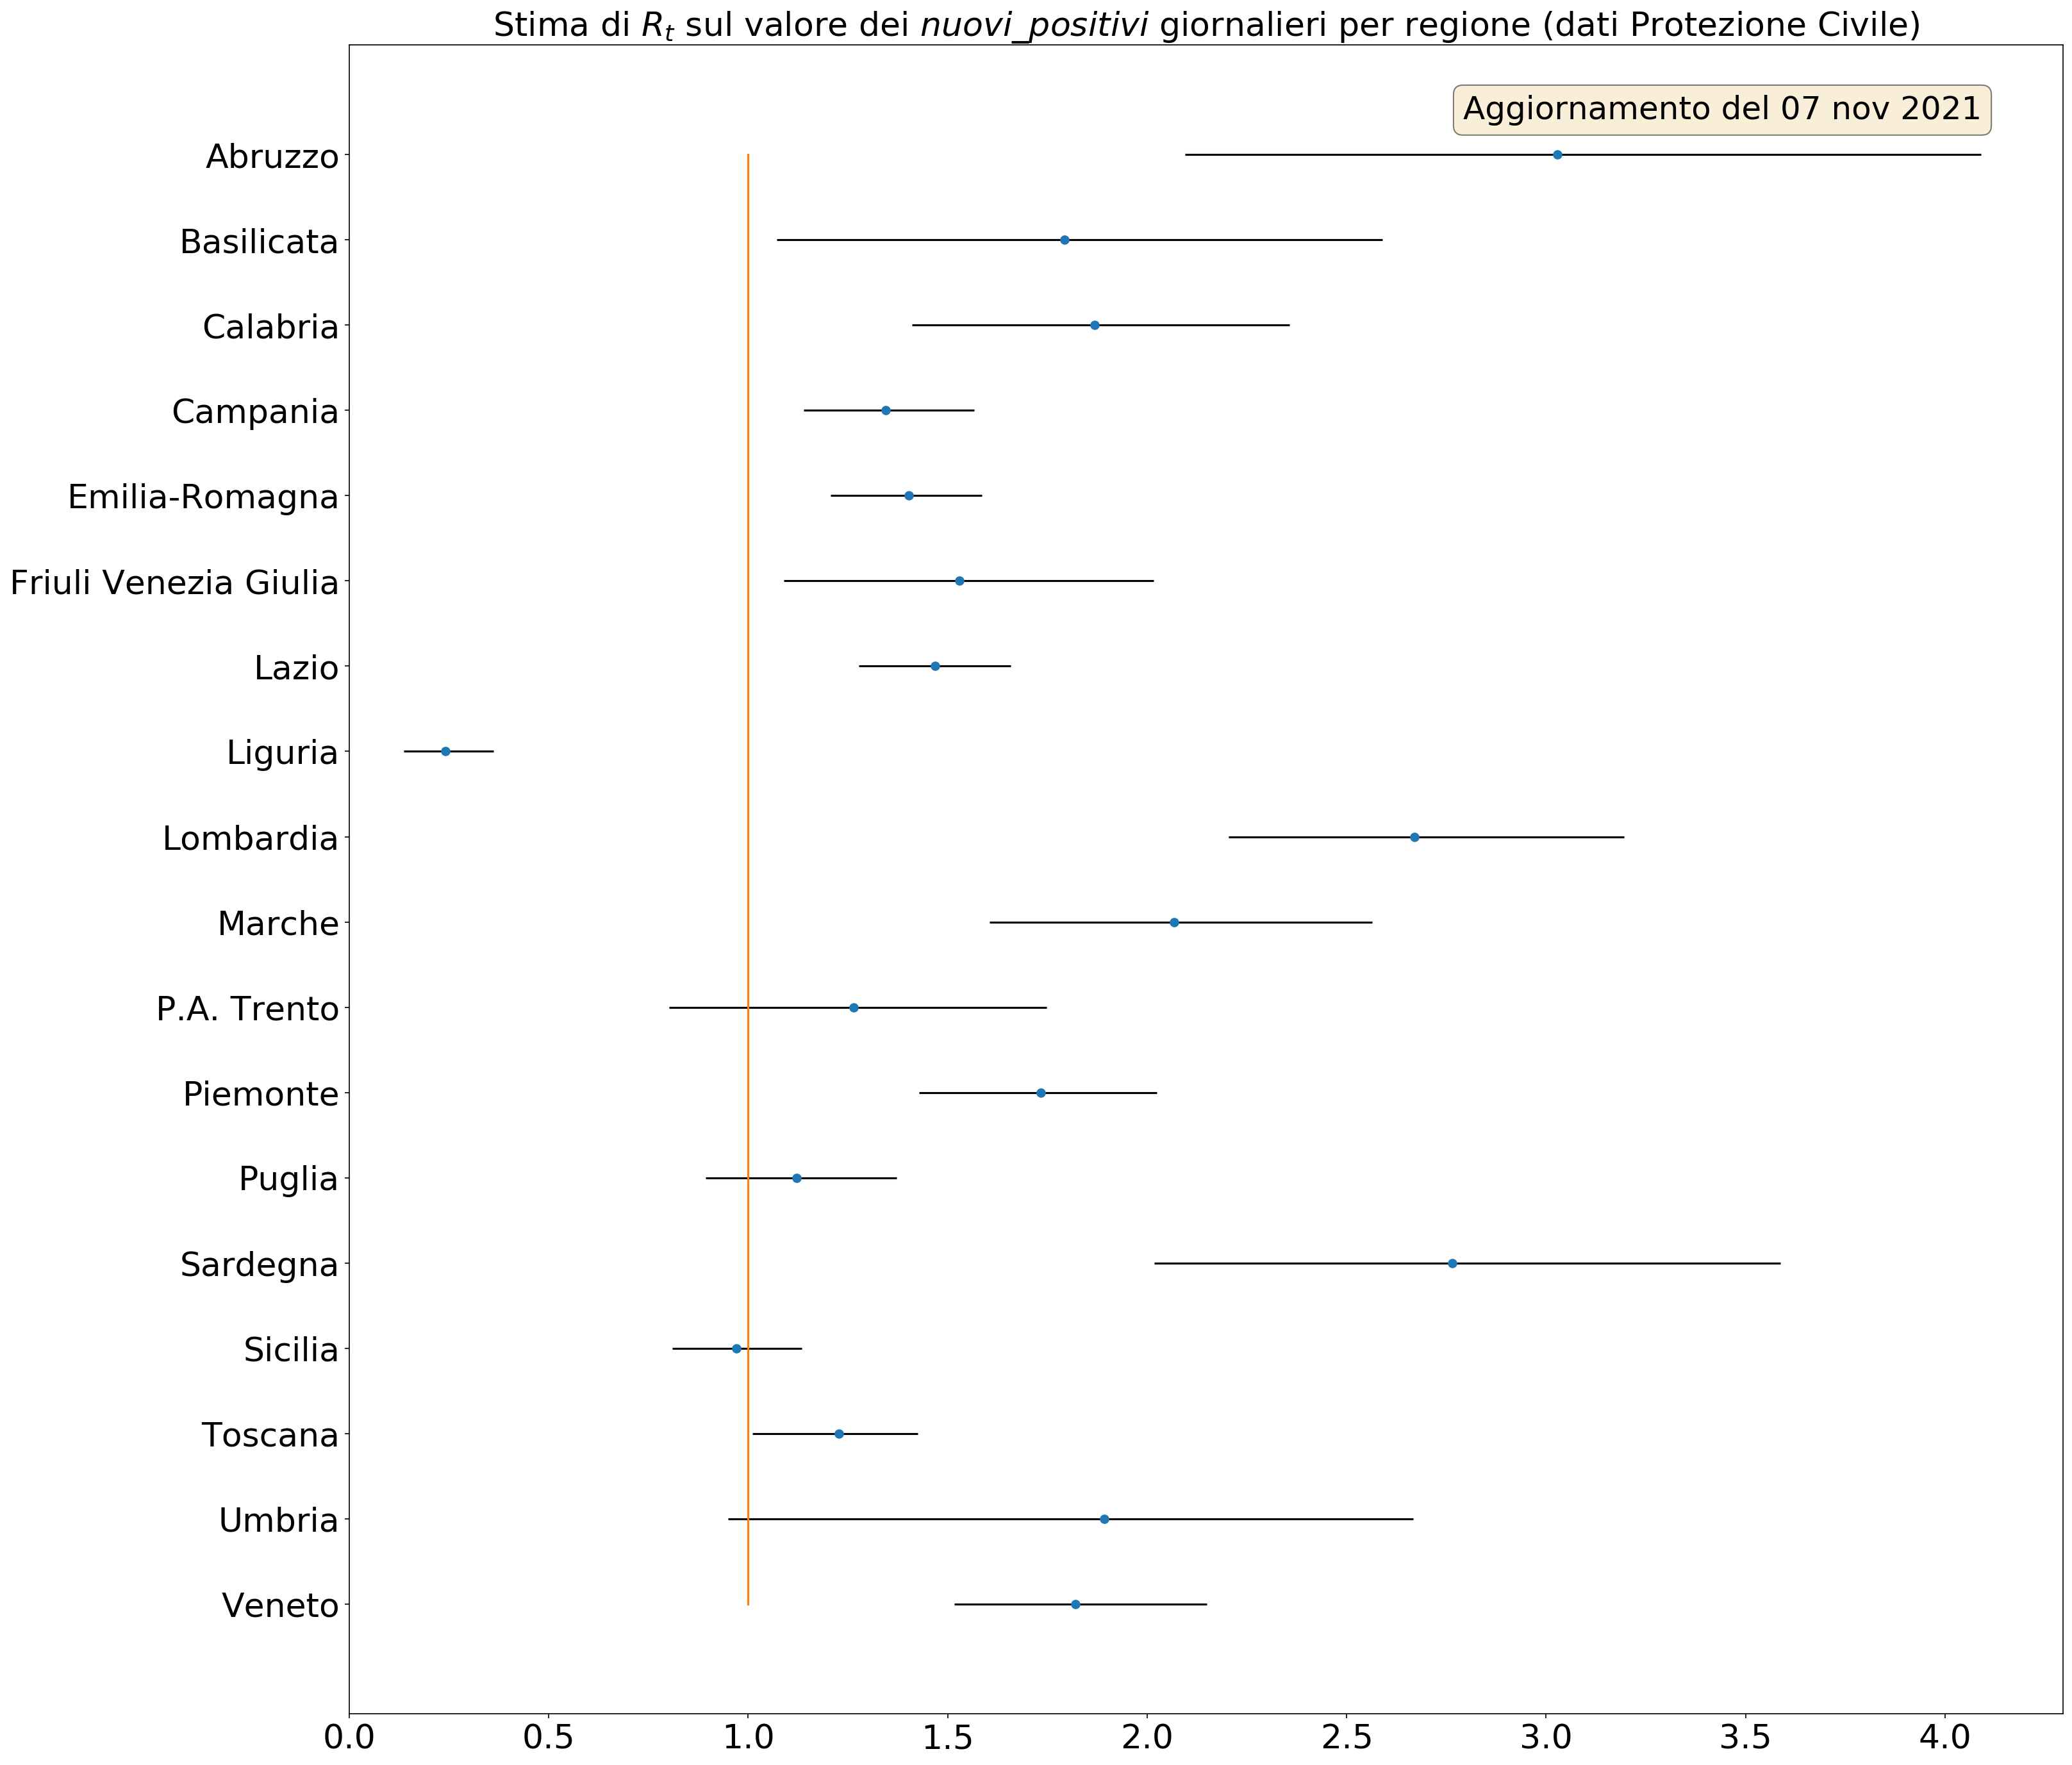 Stima di R_t sul valore dei nuovi_positivi giornalieri per regione (dati Protezione Civile)
Aggiornamento del 07 nov 2021
Abruzzo
Basilicata
Calabria
Campania
Emilia-Romagna
Friuli Venezia Giulia
Lazio
Liguria
Lombardia
Marche
P.A. Trento
Piemonte
Puglia
Sardegna
Sicilia
Toscana
Umbria
Veneto
0.0 0.5 1.0 1.5 2.0 2.5 3.0 3.5 4.0